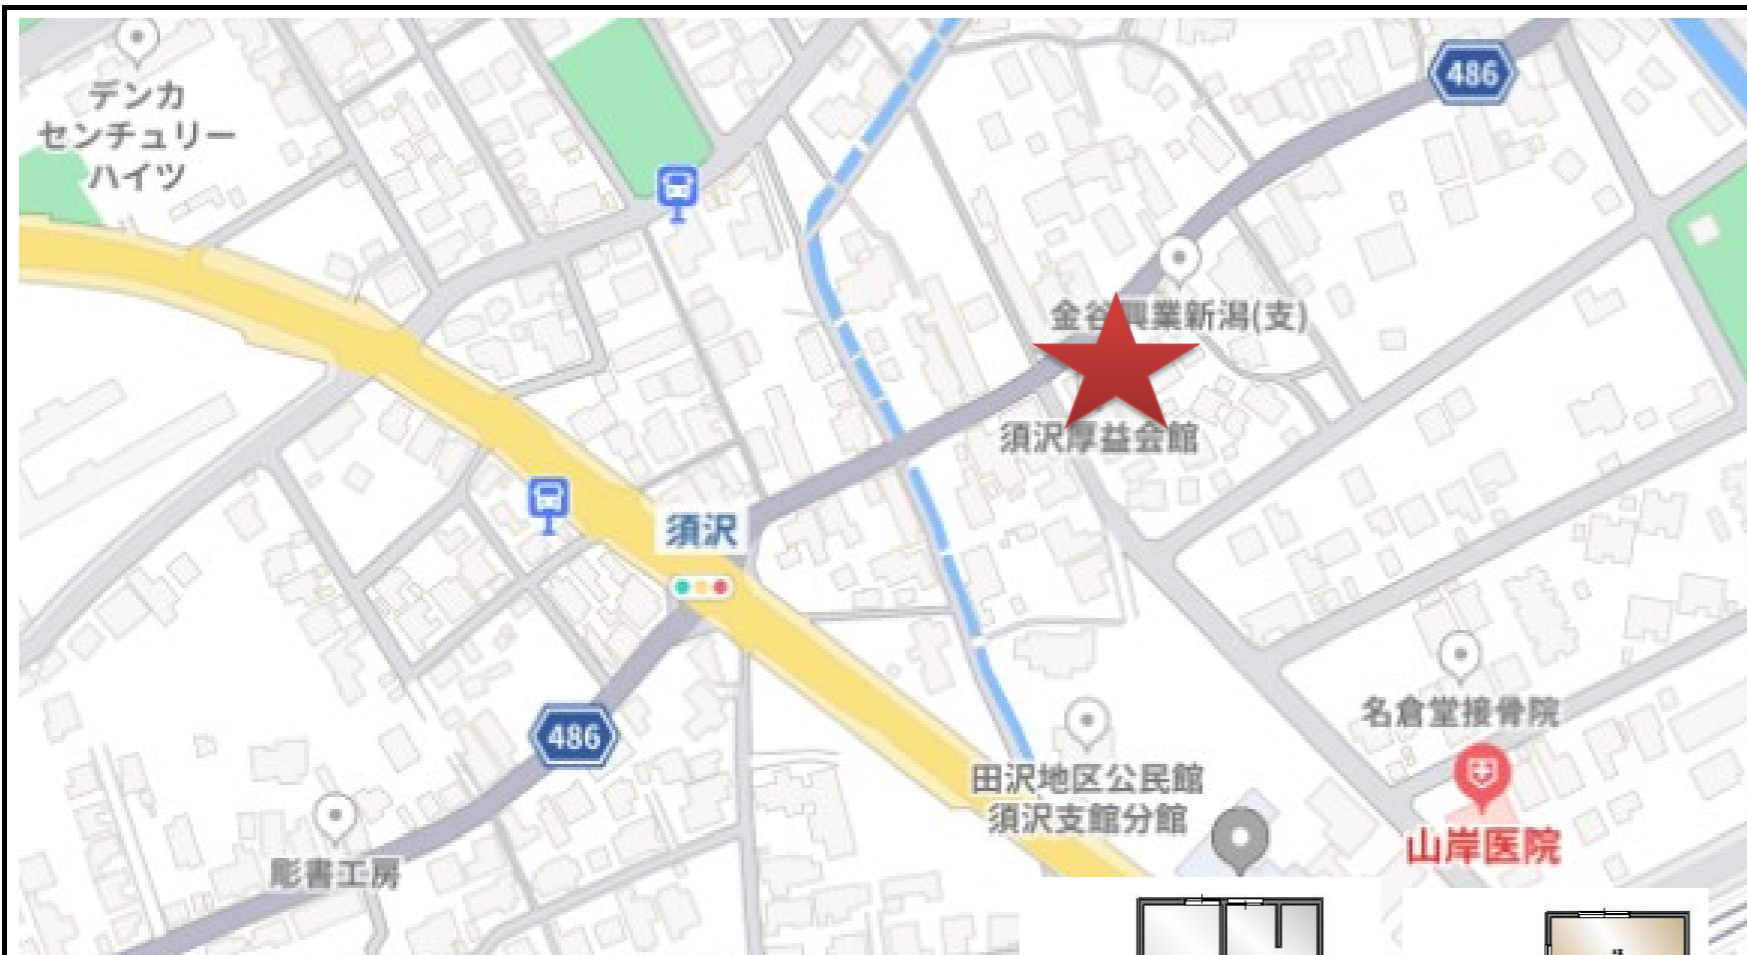 486
デンカ
センチュリー
ハイツ
金谷興業新潟(支)
須沢厚益会館
須沢
名倉堂接骨院
486
田沢地区公民館
須沢支館分館
山岸医院
彫書工房